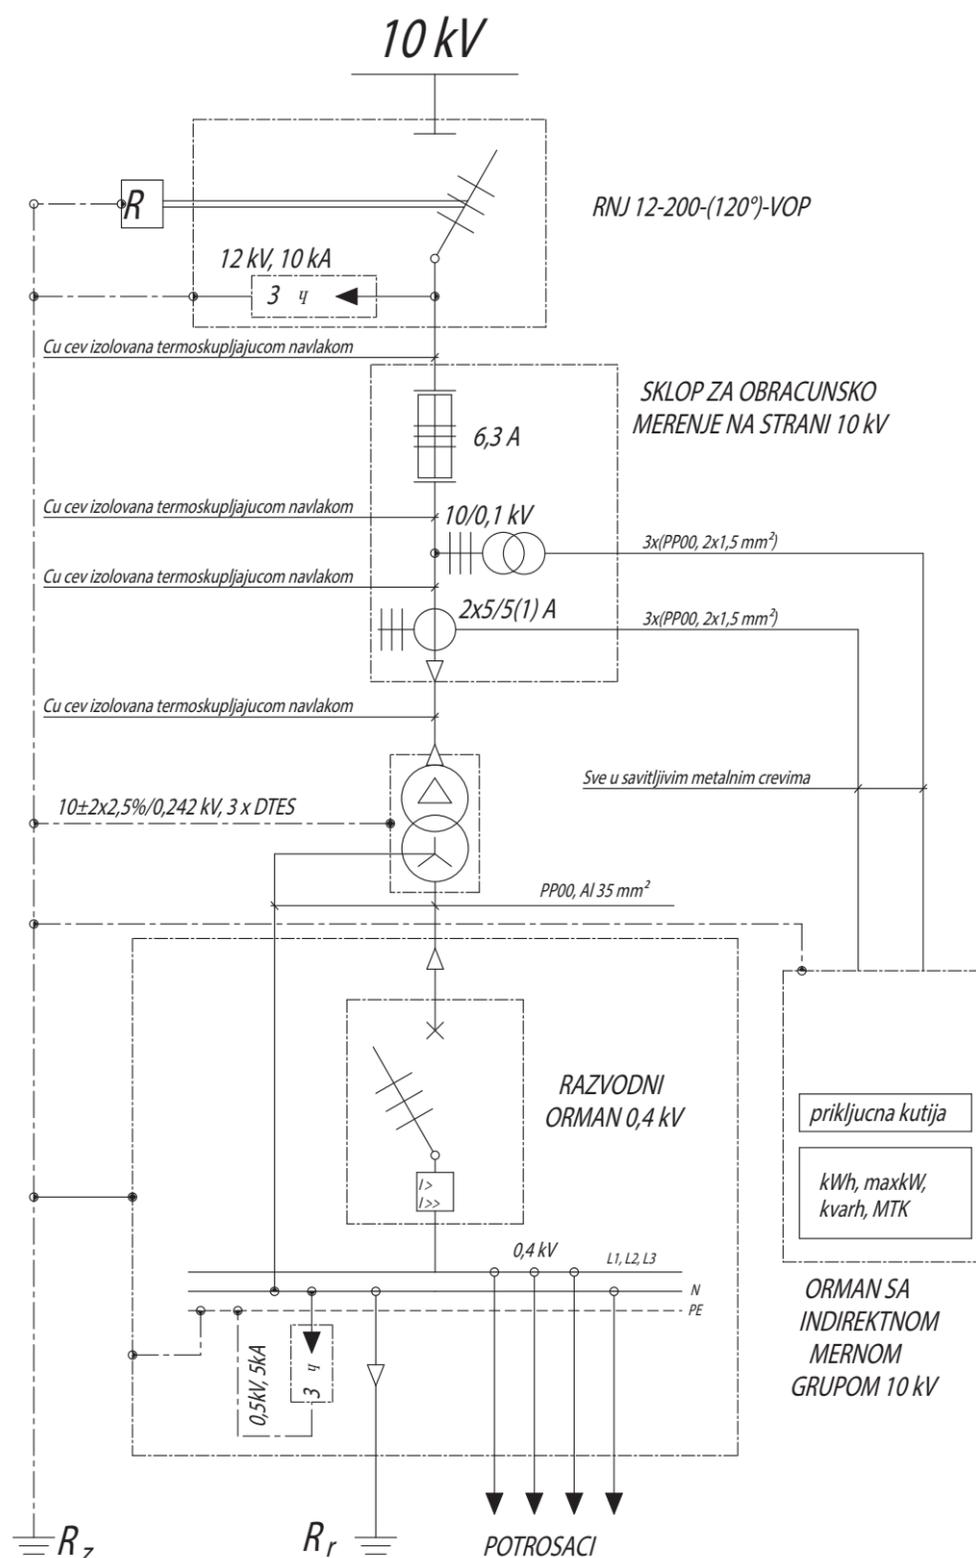 10 kV
R
RNJ 12-200-(120°)-VOP
12 kV, 10 kA
3
Cu cev izolovana termoskupljajucom navlakom
SKLOP ZA OBRACUNSKO
MERENJE NA STRANI 10 kV
6,3 A
Cu cev izolovana termoskupljajucom navlakom
10/0,1 kV
3x(PP00, 2x1,5 mm²)
Cu cev izolovana termoskupljajucom navlakom
2x5/5(1) A
3x(PP00, 2x1,5 mm²)
Cu cev izolovana termoskupljajucom navlakom
Sve u savitljivim metalnim crevima
10±2x2,5%/0,242 kV, 3 x DTES
PP00, Al 35 mm²
RAZVODNI
ORMAN 0,4 kV
prikljucna kutija
I>
I>>
kWh, maxkW,
kvarh, MTK
0,4 kV
L1, L2, L3
N
PE
ORMAN SA
INDIREKTNOM
MERNOM
GRUPOM 10 kV
0,5kV, 5kA
3
Rz
Rr
POTROSACI